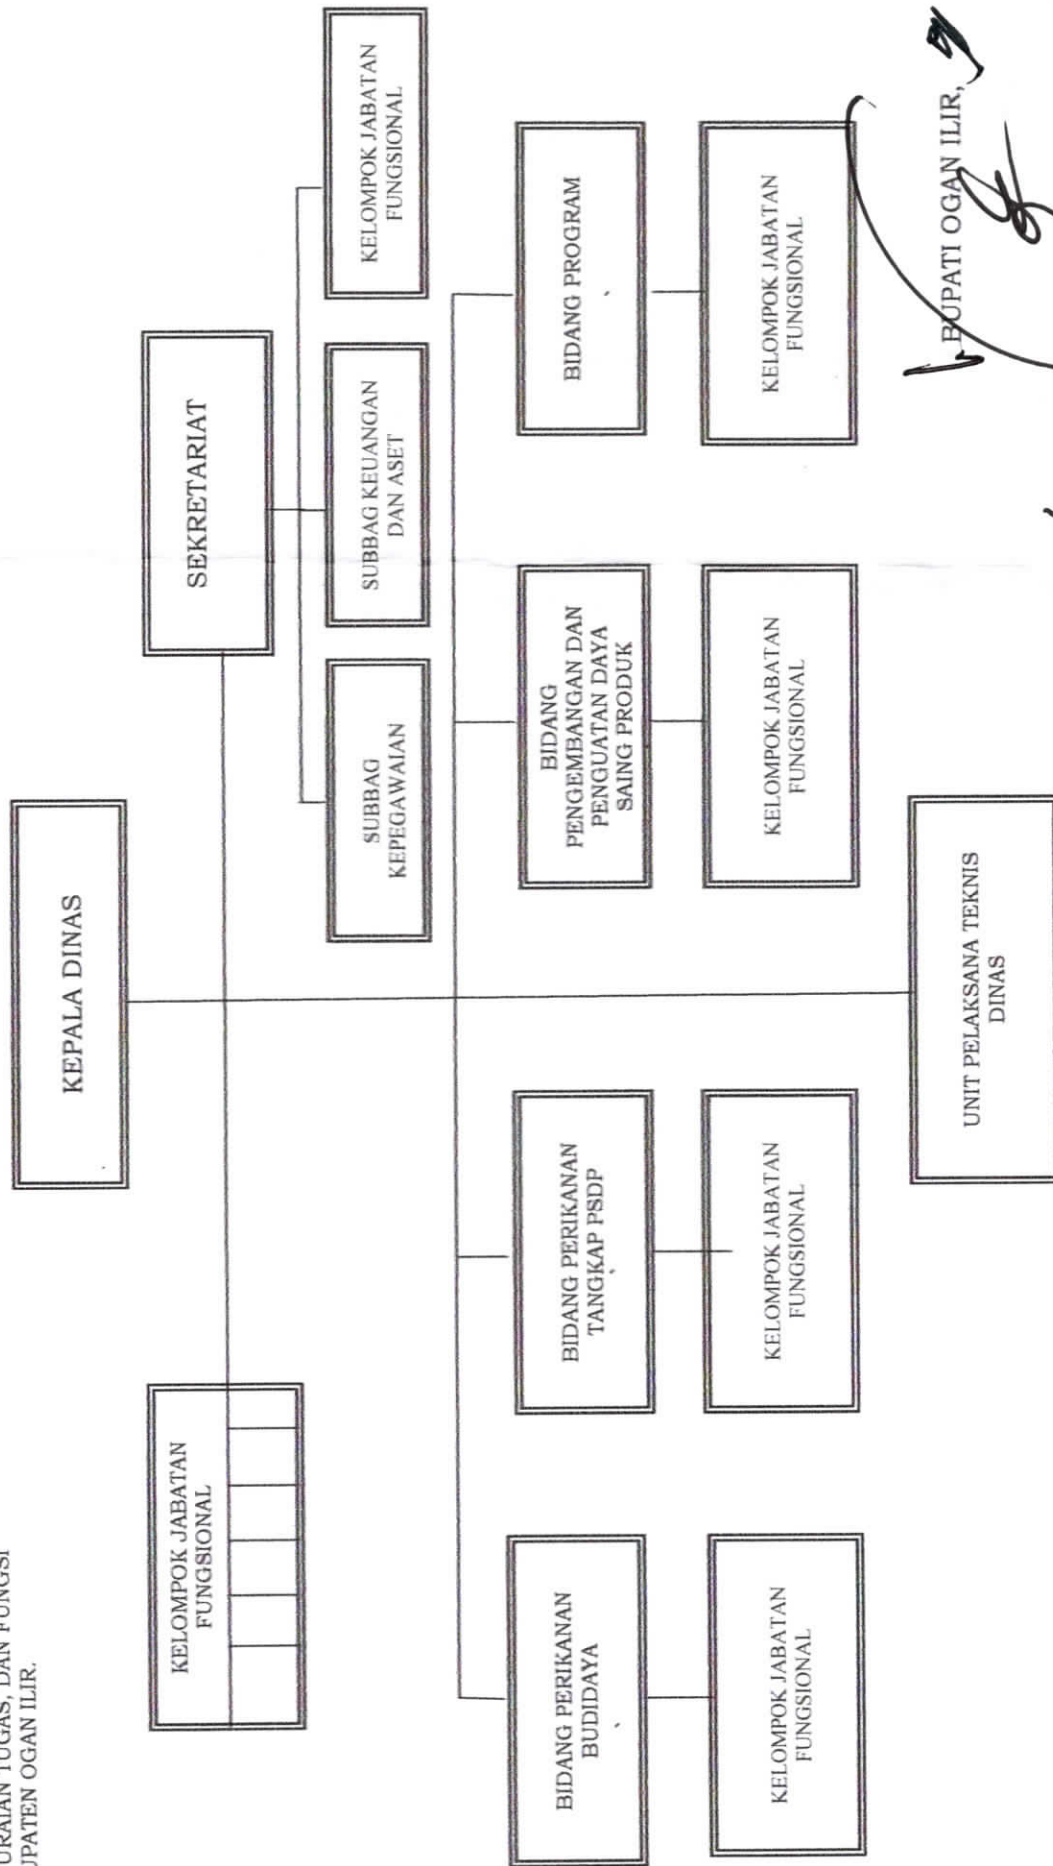 URAIAN TUGAS, DAN FUNGSI
UPATEN OGAN ILIR.
KEPALA DINAS
KELOMPOK JABATAN
FUNGSIONAL
SEKRETARIAT
SUBBAG
KEPEGAWAIAN
SUBBAG KEUANGAN
DAN ASET
KELOMPOK JABATAN
FUNGSIONAL
BIDANG PERIKANAN
BUDIDAYA
BIDANG PERIKANAN
TANGKAP PSDP
BIDANG
PENGEMBANGAN DAN
PENGUATAN DAYA
SAING PRODUK
BIDANG PROGRAM
KELOMPOK JABATAN
FUNGSIONAL
KELOMPOK JABATAN
FUNGSIONAL
KELOMPOK JABATAN
FUNGSIONAL
KELOMPOK JABATAN
FUNGSIONAL
UNIT PELAKSANA TEKNIS
DINAS
BUPATI OGAN ILIR,